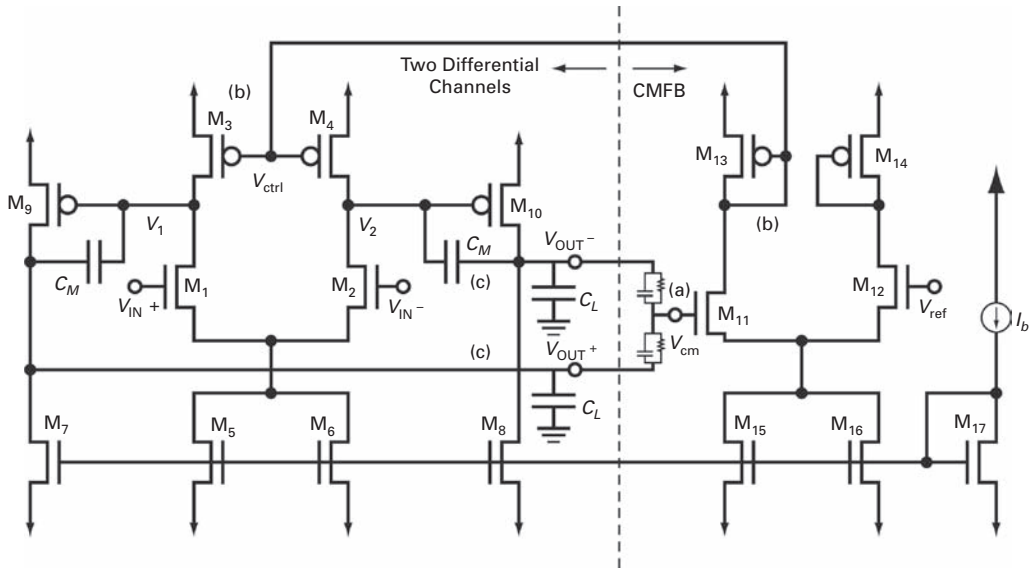 Two Differential
Channels
CMFB
(b)
M3
M4
M13
M14
Vctrl
M9
V1
V2
M10
(b)
VOUT−
CM
CM
(c)
M1
M2
VIN +
VIN−
CL
(a)
M11
M12
Vref
Ib
Vcm
(c)
VOUT+
CL
M7
M5
M6
M8
M15
M16
M17